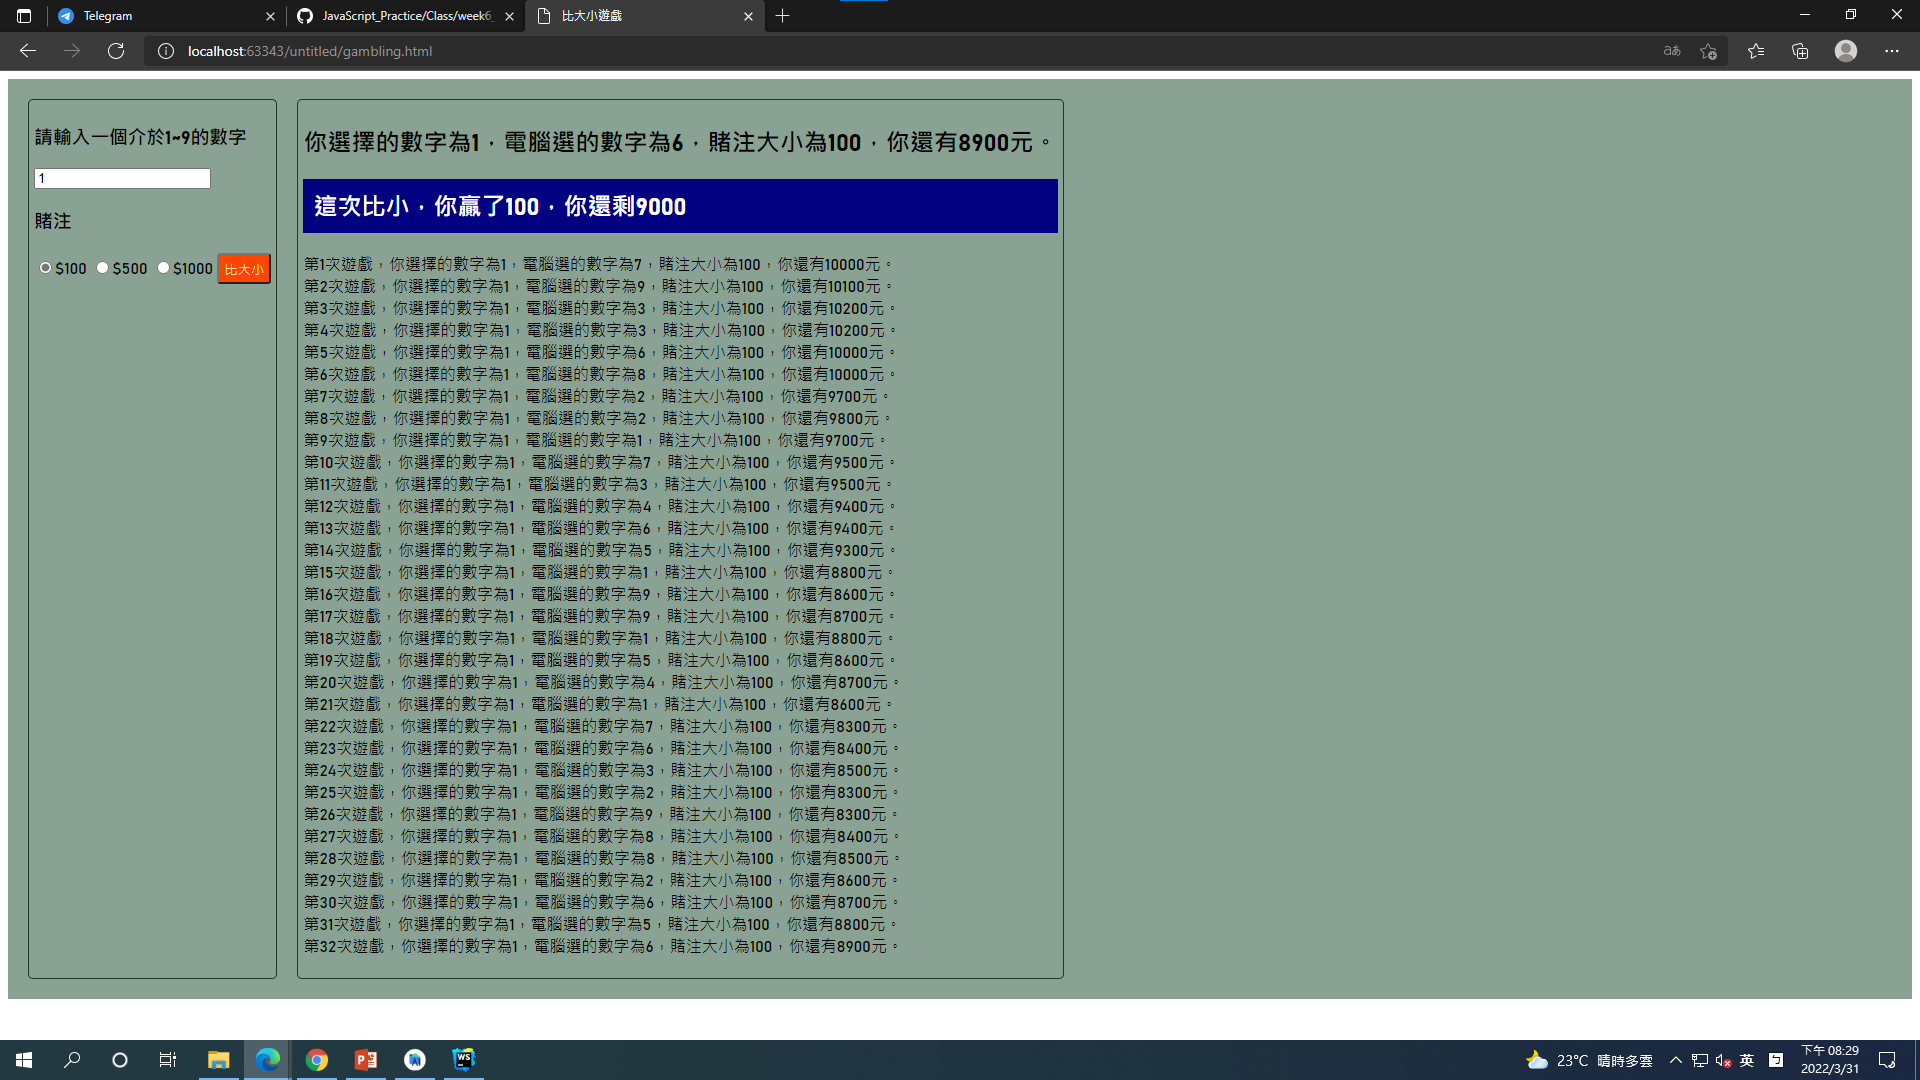 Telegram
JavaScript_Practice/Class/week6_
比大小遊戲
localhost:63343/untitled/gambling.html
請輸入一個介於1~9的數字
1
賭注
$100 $500 $1000 比大小
你選擇的數字為1，電腦選的數字為6，賭注大小為100，你還有8900元。
這次比小，你贏了100，你還剩9000
第1次遊戲，你選擇的數字為1，電腦選的數字為7，賭注大小為100，你還有10000元。
第2次遊戲，你選擇的數字為1，電腦選的數字為9，賭注大小為100，你還有10100元。
第3次遊戲，你選擇的數字為1，電腦選的數字為3，賭注大小為100，你還有10200元。
第4次遊戲，你選擇的數字為1，電腦選的數字為3，賭注大小為100，你還有10200元。
第5次遊戲，你選擇的數字為1，電腦選的數字為6，賭注大小為100，你還有10000元。
第6次遊戲，你選擇的數字為1，電腦選的數字為8，賭注大小為100，你還有10000元。
第7次遊戲，你選擇的數字為1，電腦選的數字為2，賭注大小為100，你還有9700元。
第8次遊戲，你選擇的數字為1，電腦選的數字為2，賭注大小為100，你還有9800元。
第9次遊戲，你選擇的數字為1，電腦選的數字為1，賭注大小為100，你還有9700元。
第10次遊戲，你選擇的數字為1，電腦選的數字為7，賭注大小為100，你還有9500元。
第11次遊戲，你選擇的數字為1，電腦選的數字為3，賭注大小為100，你還有9500元。
第12次遊戲，你選擇的數字為1，電腦選的數字為4，賭注大小為100，你還有9400元。
第13次遊戲，你選擇的數字為1，電腦選的數字為6，賭注大小為100，你還有9400元。
第14次遊戲，你選擇的數字為1，電腦選的數字為5，賭注大小為100，你還有9300元。
第15次遊戲，你選擇的數字為1，電腦選的數字為1，賭注大小為100，你還有8800元。
第16次遊戲，你選擇的數字為1，電腦選的數字為9，賭注大小為100，你還有8600元。
第17次遊戲，你選擇的數字為1，電腦選的數字為9，賭注大小為100，你還有8700元。
第18次遊戲，你選擇的數字為1，電腦選的數字為1，賭注大小為100，你還有8800元。
第19次遊戲，你選擇的數字為1，電腦選的數字為5，賭注大小為100，你還有8600元。
第20次遊戲，你選擇的數字為1，電腦選的數字為4，賭注大小為100，你還有8700元。
第21次遊戲，你選擇的數字為1，電腦選的數字為1，賭注大小為100，你還有8600元。
第22次遊戲，你選擇的數字為1，電腦選的數字為7，賭注大小為100，你還有8300元。
第23次遊戲，你選擇的數字為1，電腦選的數字為6，賭注大小為100，你還有8400元。
第24次遊戲，你選擇的數字為1，電腦選的數字為3，賭注大小為100，你還有8500元。
第25次遊戲，你選擇的數字為1，電腦選的數字為2，賭注大小為100，你還有8300元。
第26次遊戲，你選擇的數字為1，電腦選的數字為9，賭注大小為100，你還有8300元。
第27次遊戲，你選擇的數字為1，電腦選的數字為8，賭注大小為100，你還有8400元。
第28次遊戲，你選擇的數字為1，電腦選的數字為8，賭注大小為100，你還有8500元。
第29次遊戲，你選擇的數字為1，電腦選的數字為2，賭注大小為100，你還有8600元。
第30次遊戲，你選擇的數字為1，電腦選的數字為6，賭注大小為100，你還有8700元。
第31次遊戲，你選擇的數字為1，電腦選的數字為5，賭注大小為100，你還有8800元。
第32次遊戲，你選擇的數字為1，電腦選的數字為6，賭注大小為100，你還有8900元。
23°C 晴時多雲
英
下午 08:29
2022/3/31